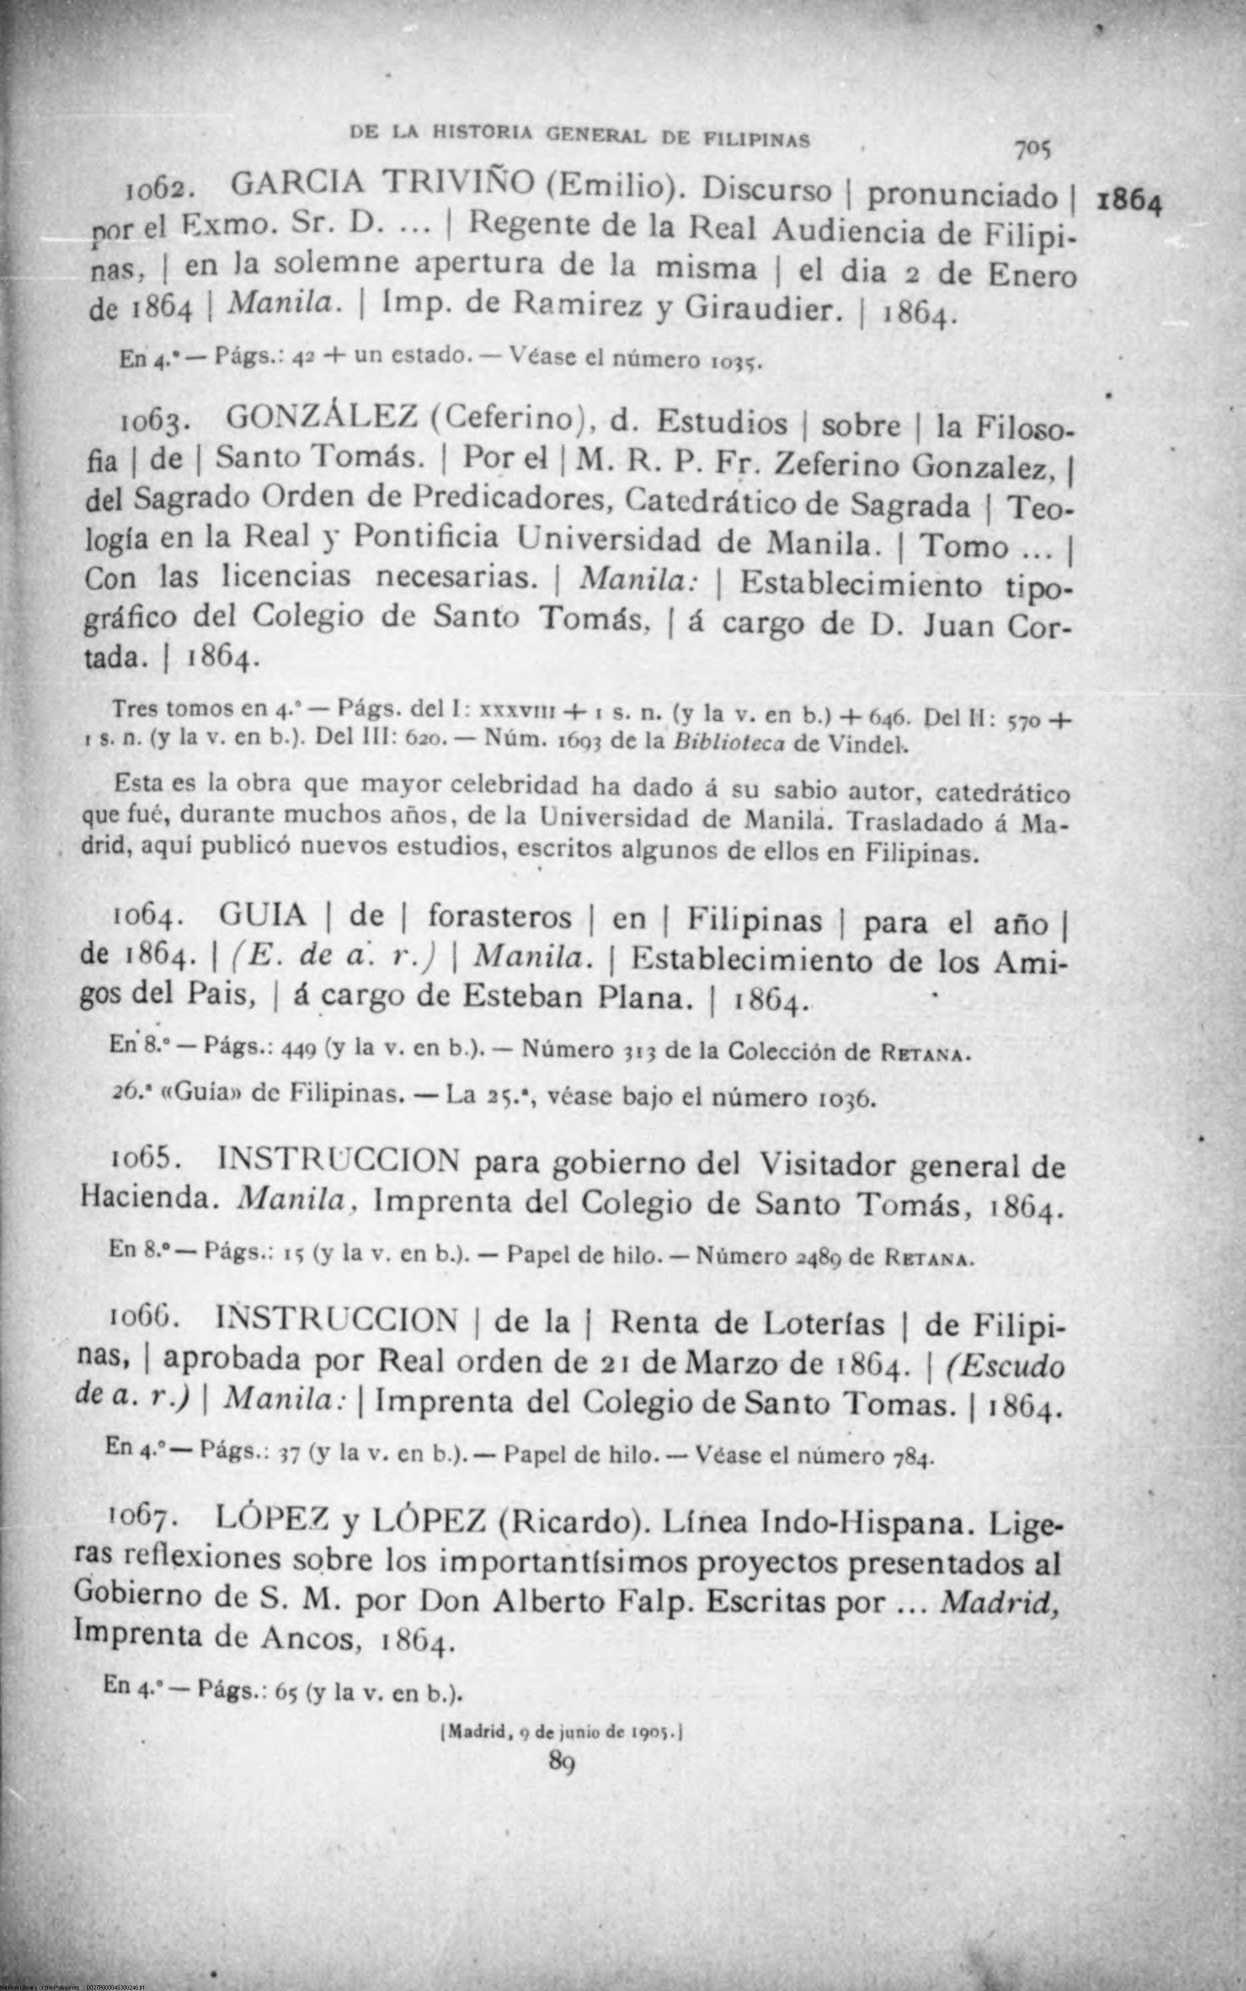 DE LA HISTORIA GENERAL DE FILIPINAS 705
1062. GARCIA TRIVIÑO (Emilio). Discurso | pronunciado | 1864
por el Exmo. Sr. D. ... | Regente de la Real Audiencia de Filipi-
nas, | en la solemne apertura de la misma | el dia 2 de Enero
de 1864 | Manila. | Imp. de Ramirez y Giraudier. | 1864.
En 4.° — Págs.: 42 + un estado. — Véase el número 1035.
1063. GONZÁLEZ (Ceferino), d. Estudios | sobre | la Filoso-
fia | de | Santo Tomás. | Por el | M. R. P. Fr. Zeferino Gonzalez, |
del Sagrado Orden de Predicadores, Catedrático de Sagrada | Teo-
logía en la Real y Pontificia Universidad de Manila. | Tomo ... |
Con las licencias necesarias. | Manila: | Establecimiento tipo-
gráfico del Colegio de Santo Tomás, | á cargo de D. Juan Cor-
tada. | 1864.
Tres tomos en 4.° — Págs. del I: XXXVIII + 1 s. n. (y la v. en b.) + 646. Del II: 570 +
1 s. n. (y la v. en b.). Del III: 620. — Núm. 1693 de la Biblioteca de Vindel.
Esta es la obra que mayor celebridad ha dado á su sabio autor, catedrático
que fué, durante muchos años, de la Universidad de Manila. Trasladado á Ma-
drid, aquí publicó nuevos estudios, escritos algunos de ellos en Filipinas.
1064. GUIA | de | forasteros | en | Filipinas | para el año |
de 1864. | (E. de a. r.) | Manila. | Establecimiento de los Ami-
gos del Pais, | á cargo de Esteban Plana. | 1864.
En 8.° — Págs.: 449 (y la v. en b.). — Número 313 de la Colección de RETANA.
26.ª «Guía» de Filipinas. — La 25.ª, véase bajo el número 1036.
1065. INSTRUCCION para gobierno del Visitador general de
Hacienda. Manila, Imprenta del Colegio de Santo Tomás, 1864.
En 8.° — Págs.: 15 (y la v. en b.). — Papel de hilo. — Número 2489 de RETANA.
1066. INSTRUCCION | de la | Renta de Loterías | de Filipi-
nas, | aprobada por Real orden de 21 de Marzo de 1864. | (Escudo
de a. r.) | Manila: | Imprenta del Colegio de Santo Tomas. | 1864.
En 4.° — Págs.: 37 (y la v. en b.). — Papel de hilo. — Véase el número 784.
1067. LÓPEZ y LÓPEZ (Ricardo). Línea Indo-Hispana. Lige-
ras reflexiones sobre los importantísimos proyectos presentados al
Gobierno de S. M. por Don Alberto Falp. Escritas por ... Madrid,
Imprenta de Ancos, 1864.
En 4.° — Págs.: 65 (y la v. en b.).
[Madrid, 9 de junio de 1905.]
89